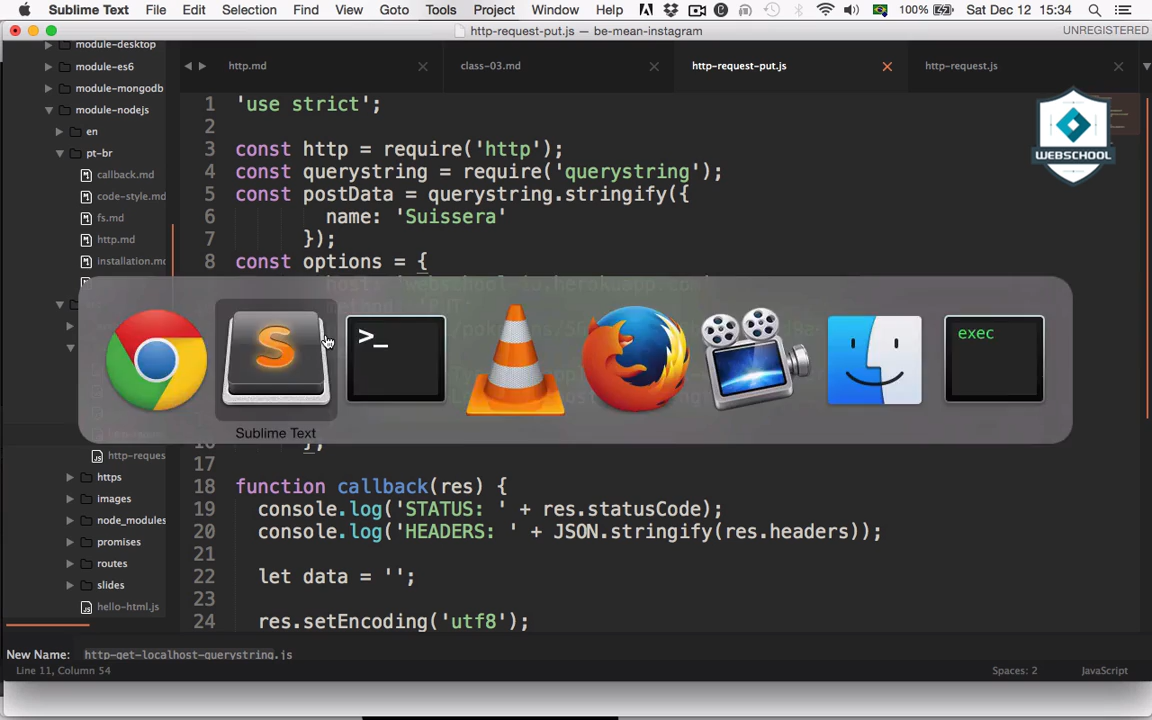 Sublime Text File Edit Selection Find View Goto Tools Project Window Help 100% Sat Dec 12 15:34
http-request-put.js — be-mean-instagram UNREGISTERED
module-desktop
module-es6
module-mongodb
module-nodejs
en
pt-br
callback.md
code-style.md
fs.md
http.md
installation.md
http-reques
https
images
node_modules
promises
routes
slides
hello-html.js
http.md class-03.md http-request-put.js http-request.js
1 'use strict';
2
3 const http = require('http');
4 const querystring = require('querystring');
5 const postData = querystring.stringify({
6 name: 'Suissera'
7 });
8 const options = {
WEBSCHOOL
>_
exec
Sublime Text
17
18 function callback(res) {
19 console.log('STATUS: ' + res.statusCode);
20 console.log('HEADERS: ' + JSON.stringify(res.headers));
21
22 let data = '';
23
24 res.setEncoding('utf8');
New Name: http-get-localhost-querystring.js
Line 11, Column 54 Spaces: 2 JavaScript